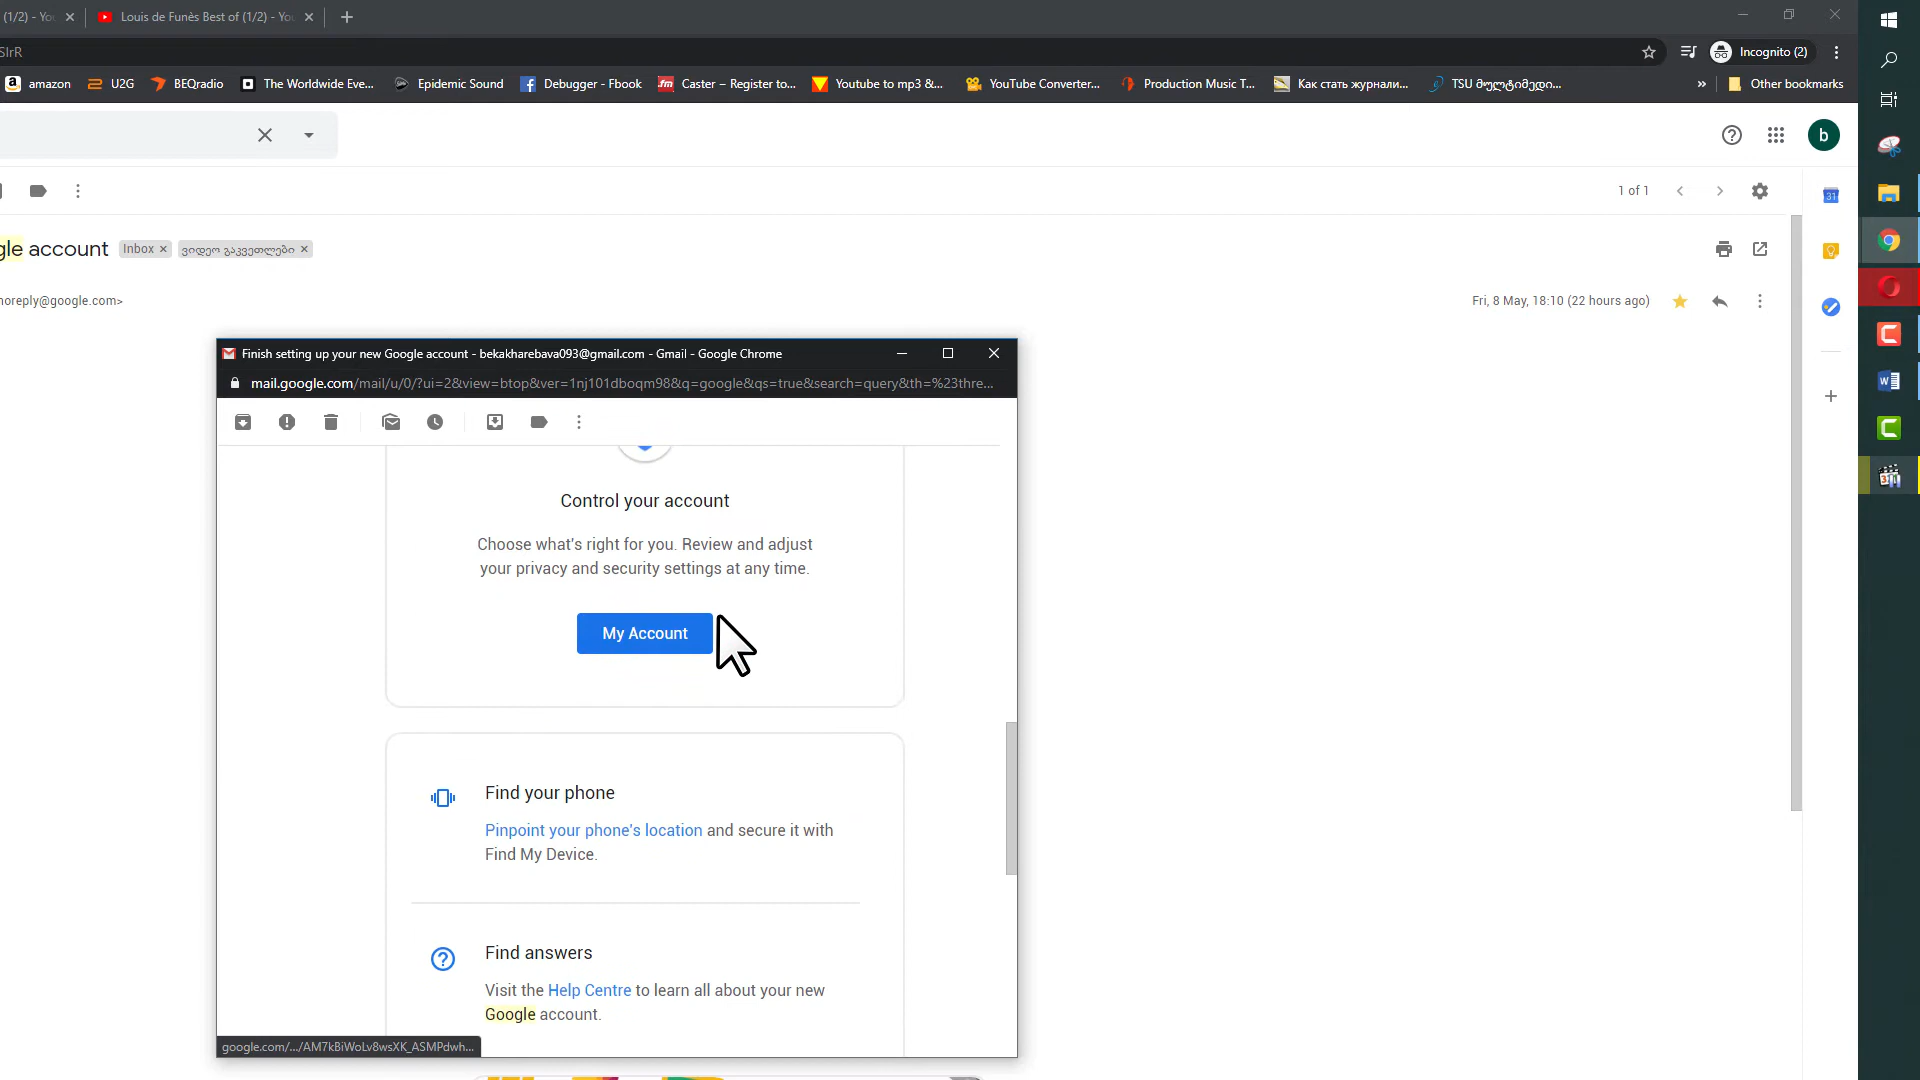 (1/2) - Yo
Louis de Funès Best of (1/2) - Yo
SIrR
Incognito (2)
amazon
U2G
BEQradio
The Worldwide Eve...
Epidemic Sound
Debugger - Fbook
Caster – Register to...
Youtube to mp3 &...
YouTube Converter...
Production Music T...
Как стать журнали...
TSU მულტიმედი...
»
Other bookmarks
b
1 of 1
31
gle account
Inbox
ვიდეო გაკვეთლები
noreply@google.com>
Fri, 8 May, 18:10 (22 hours ago)
Finish setting up your new Google account - bekakharebava093@gmail.com - Gmail - Google Chrome
mail.google.com/mail/u/0/?ui=2&view=btop&ver=1nj101dboqm98&q=google&qs=true&search=query&th=%23thre...
Control your account
Choose what's right for you. Review and adjust
your privacy and security settings at any time.
My Account
Find your phone
Pinpoint your phone's location and secure it with
Find My Device.
Find answers
Visit the Help Centre to learn all about your new
Google account.
google.com/.../AM7kBiWoLv8wsXK_ASMPdwh...